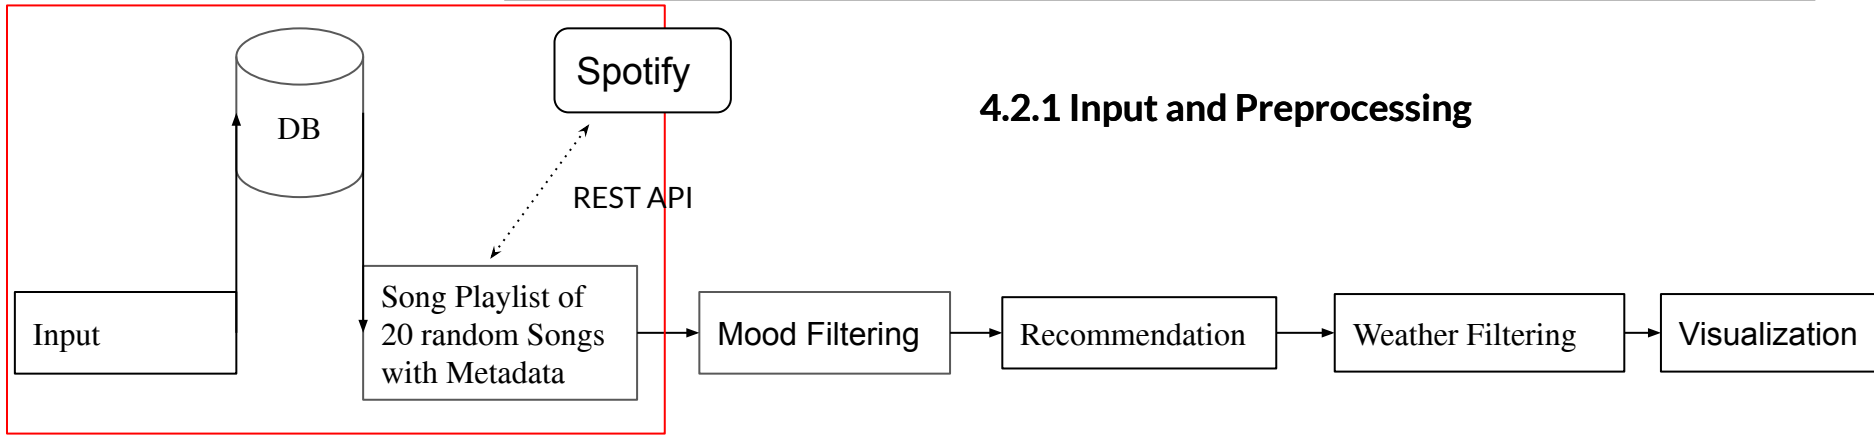 Spotify
4.2.1 Input and Preprocessing
DB
REST API
Input
Song Playlist of
20 random Songs
with Metadata
Mood Filtering
Recommendation
Weather Filtering
Visualization